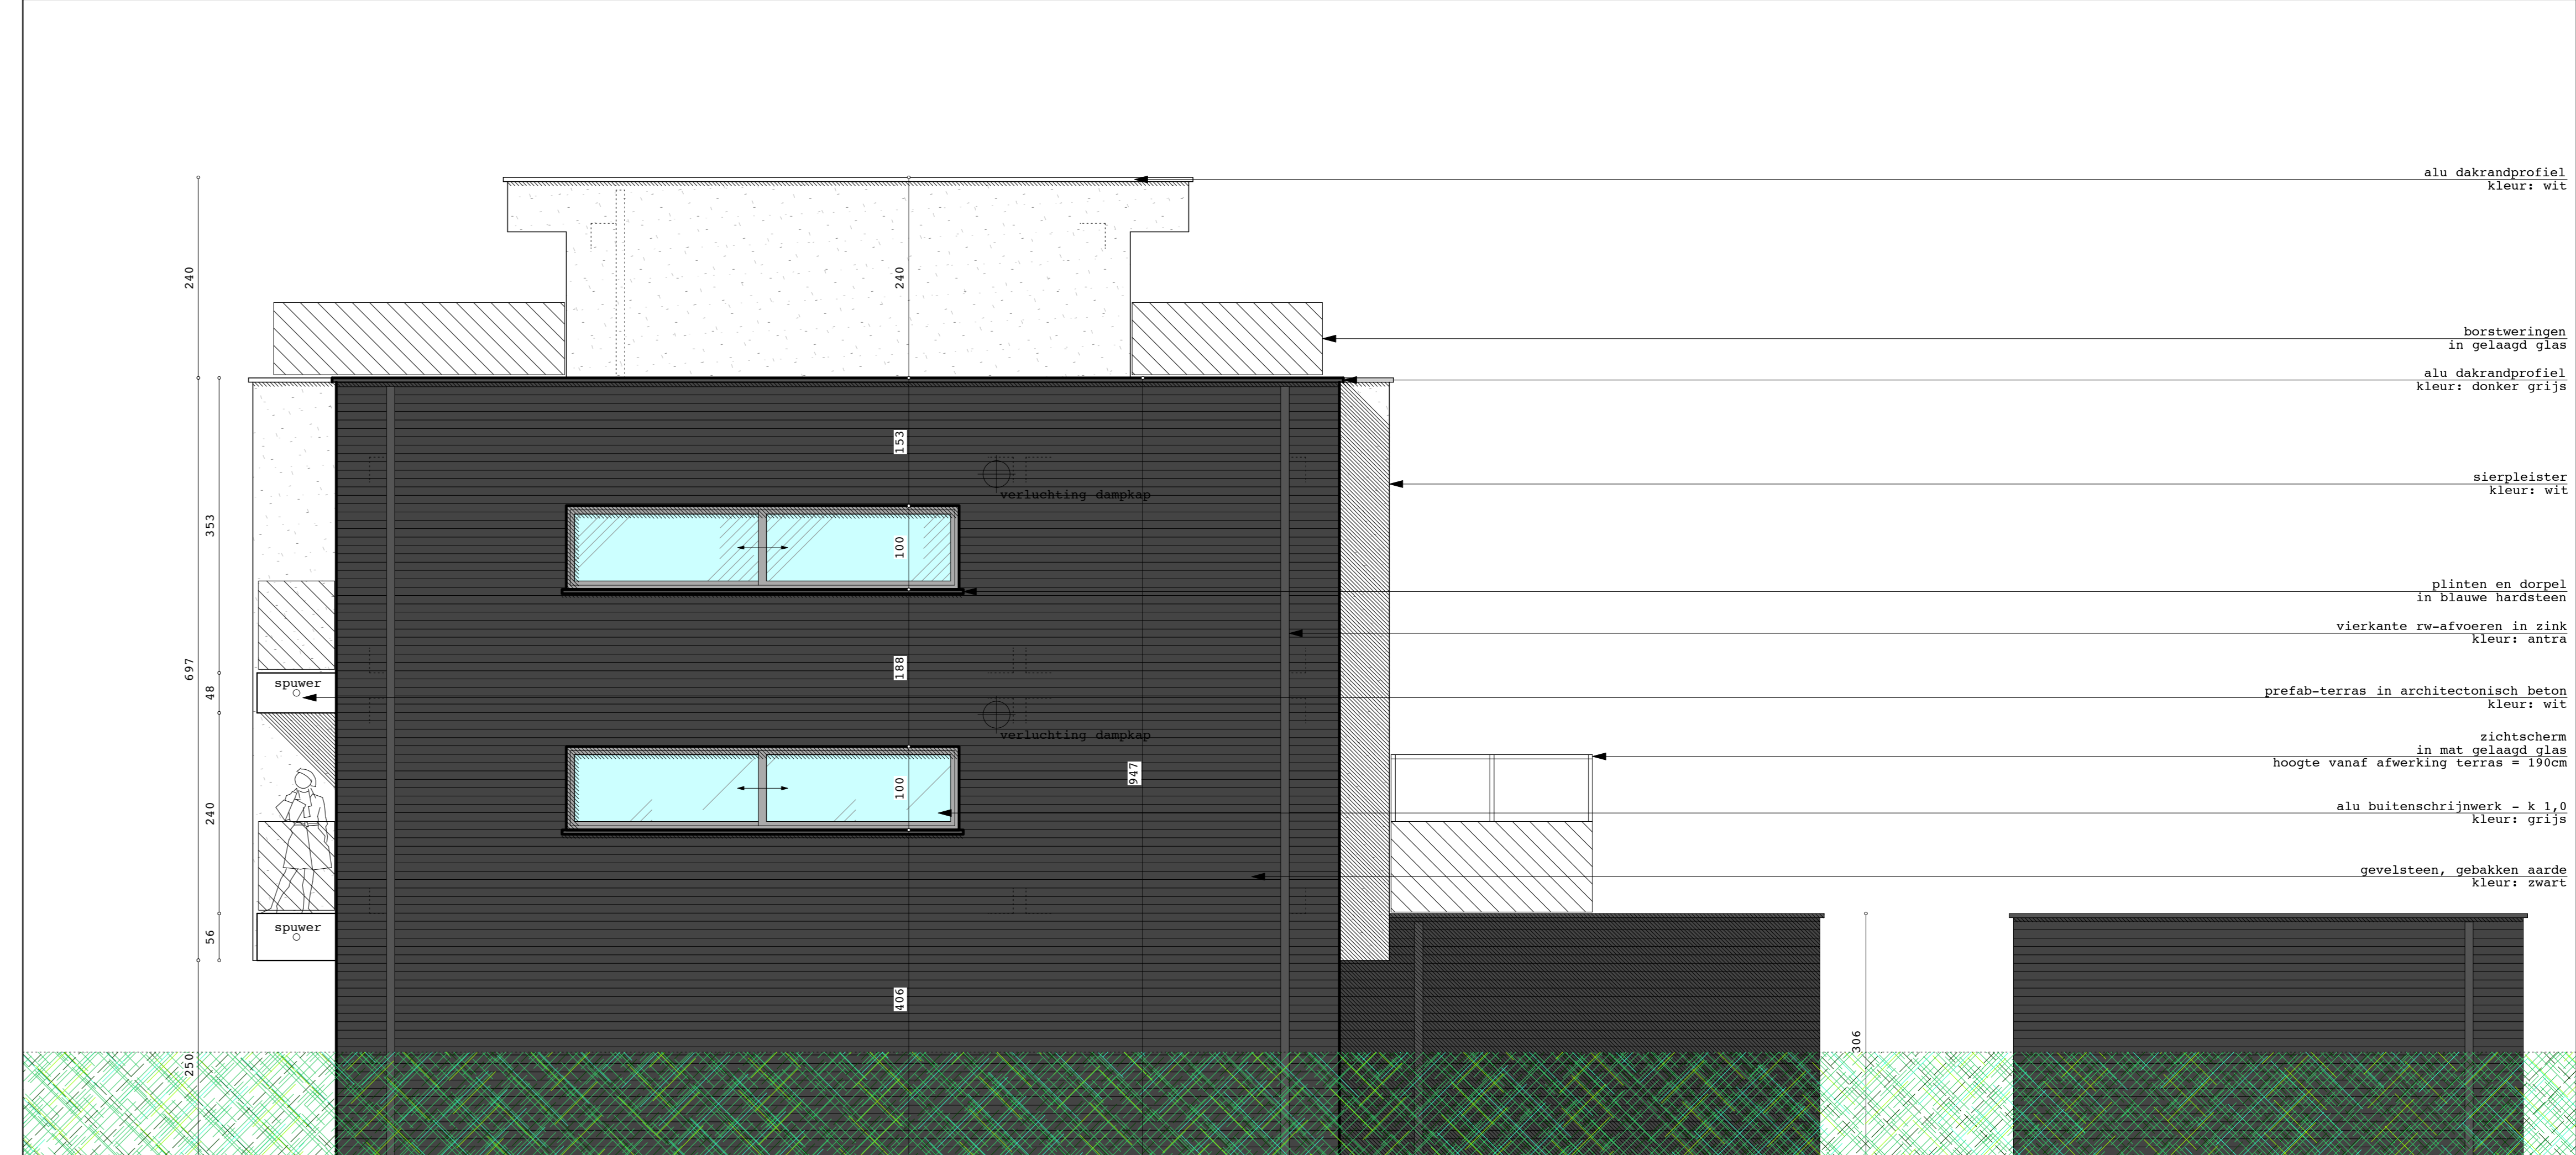 alu dakrandprofiel
kleur: wit
240
240
borstweringen
in gelaagd glas
alu dakrandprofiel
kleur: donker grijs
153
sierpleister
kleur: wit
verluchting dampkap
353
100
plinten en dorpel
in blauwe hardsteen
vierkante rw-afvoeren in zink
kleur: antra
697
188
spuwer
48
prefab-terras in architectonisch beton
kleur: wit
verluchting dampkap
zichtscherm
in mat gelaagd glas
hoogte vanaf afwerking terras = 190cm
947
100
240
alu buitenschrijnwerk - k 1,0
kleur: grijs
gevelsteen, gebakken aarde
kleur: zwart
spuwer
56
406
306
250